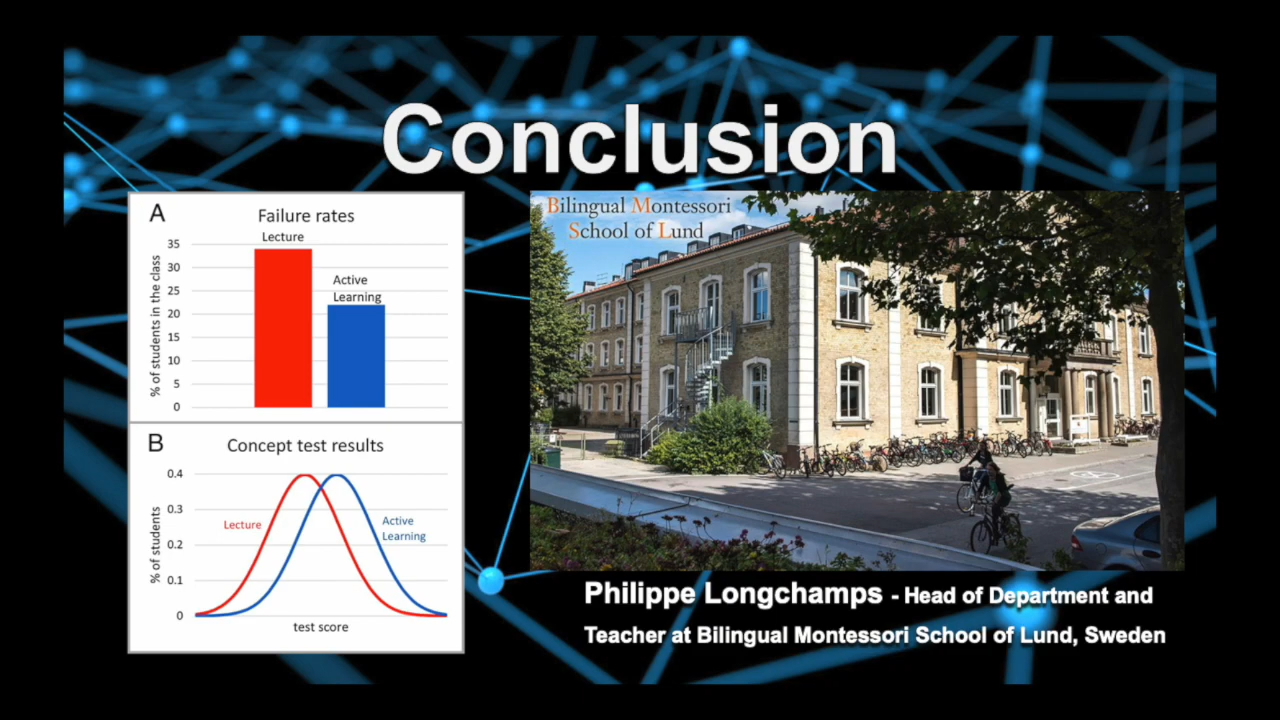 Conclusion
A
Failure rates
Lecture
Active
Learning
% of students in the class
35
30
25
20
15
10
5
0
B
Concept test results
Lecture
Active
Learning
% of students
0.4
0.3
0.2
0.1
0
test score
Bilingual Montessori
School of Lund
Philippe Longchamps - Head of Department and
Teacher at Bilingual Montessori School of Lund, Sweden